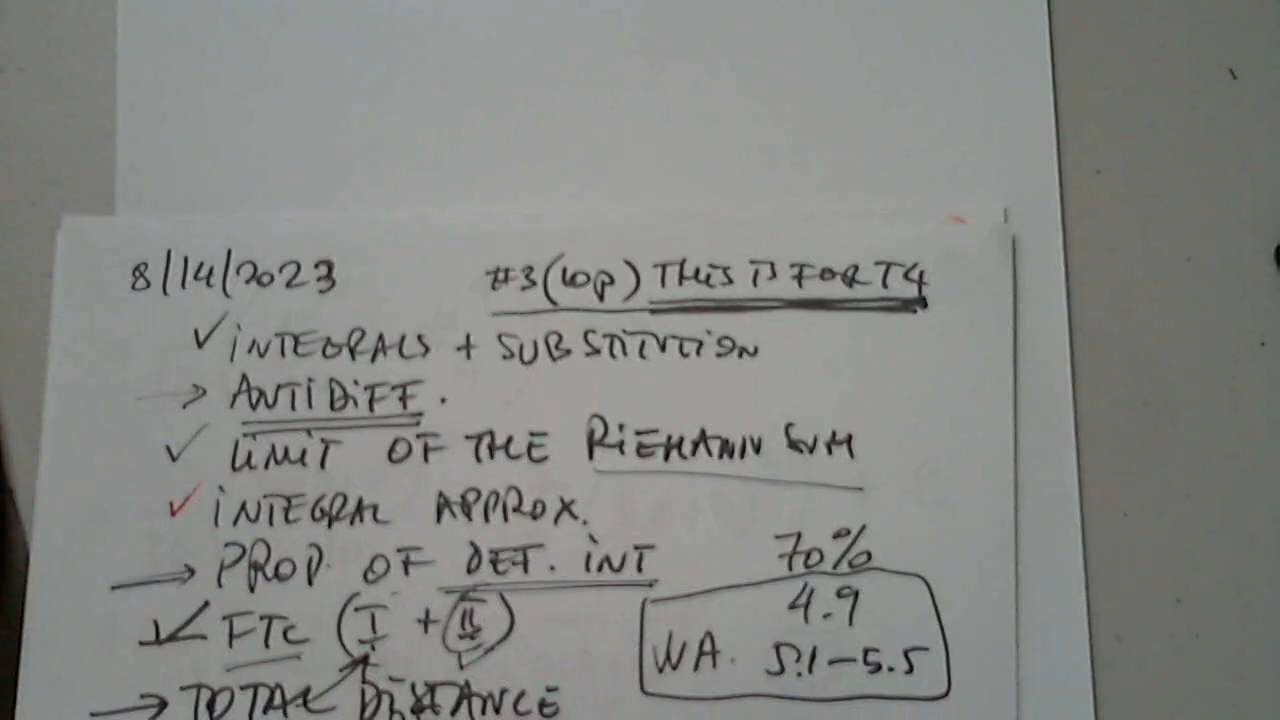 8/14/2023 #3(LOP) THIS IS FOR T4
✓ INTEGRALS + SUBSTITUTION
→ ANTIDIFF.
✓ LIMIT OF THE RIEMANN SUM
✓ INTEGRAL APPROX.
→ PROP. OF DEF. INT 70%
✓ FTC (I + II) 4.9
WA. 5.1-5.5
→ TOTAL DISTANCE